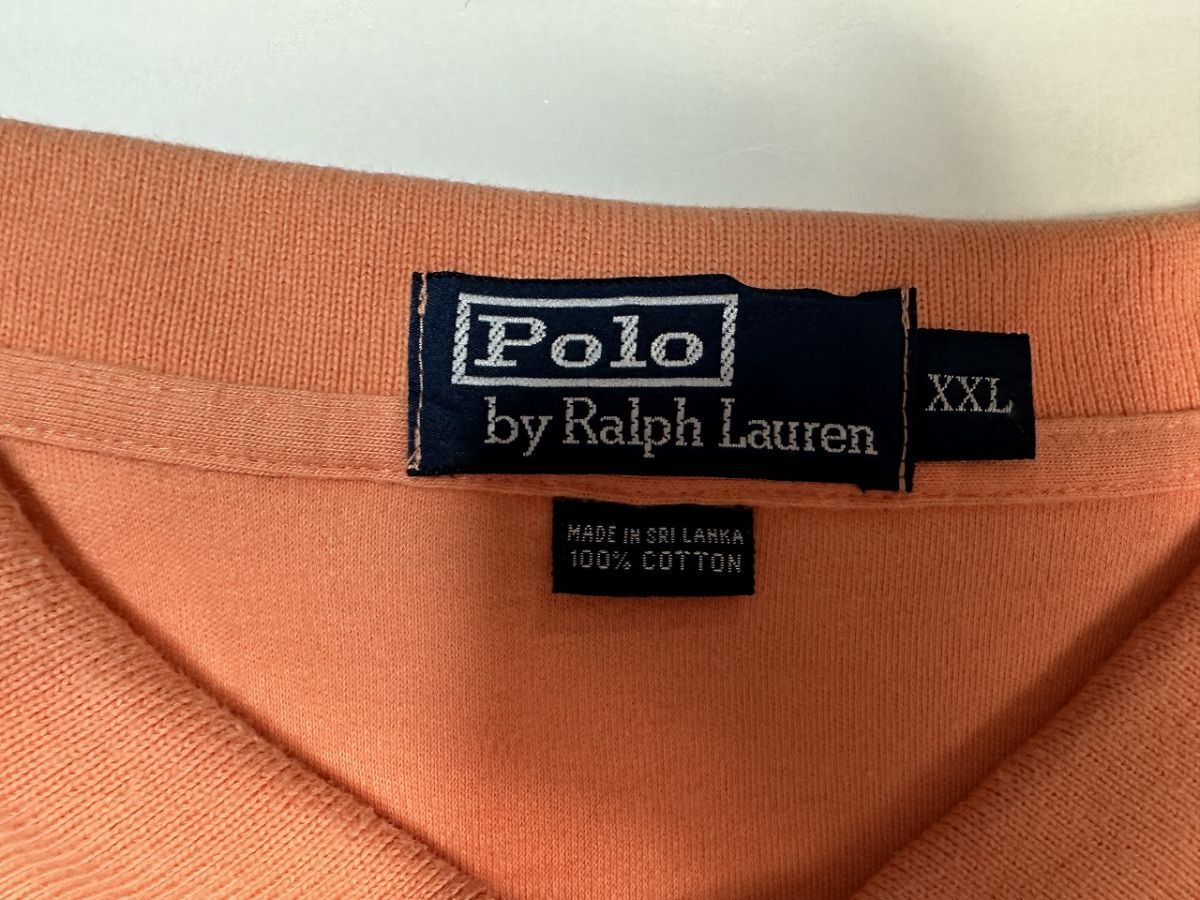 Polo
by Ralph Lauren
XXL
MADE IN SRI LANKA
100% COTTON